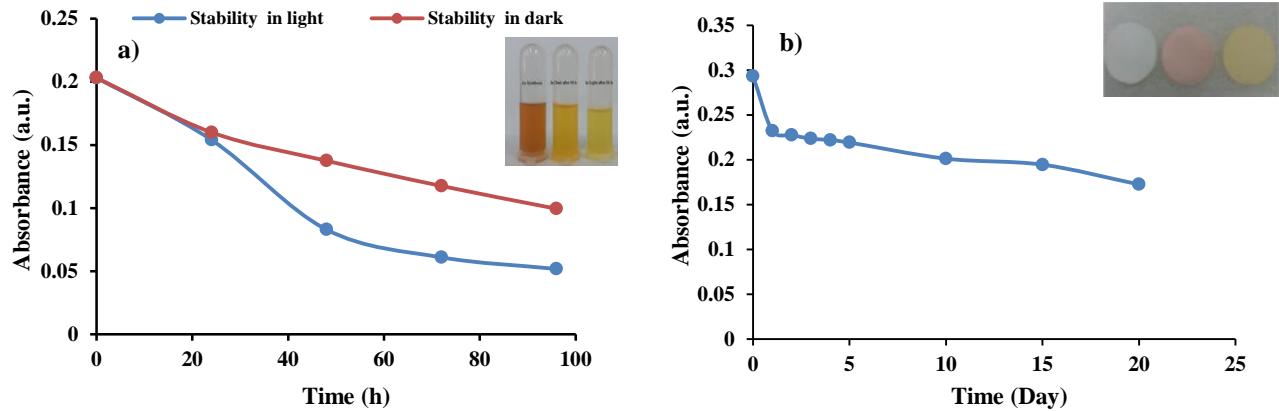 Stability in light
Stability in dark
a)
0.25
0.2
0.15
0.1
0.05
0
Absorbance (a.u.)
0 20 40 60 80 100
Time (h)
b)
0.35
0.3
0.25
0.2
0.15
0.1
0.05
0
Absorbance (a.u.)
0 5 10 15 20 25
Time (Day)